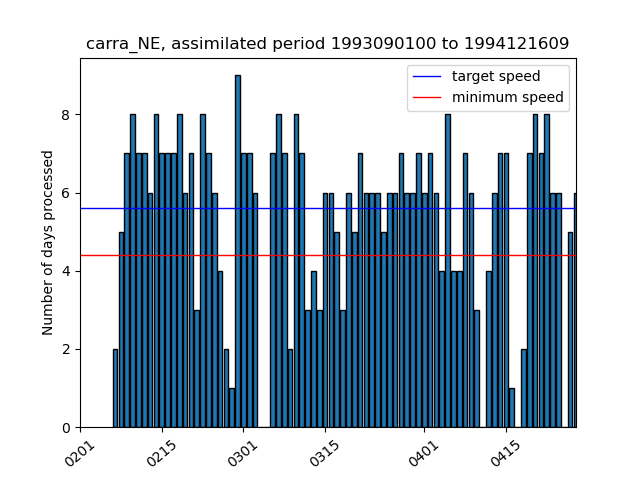 carra_NE, assimilated period 1993090100 to 1994121609
target speed
minimum speed
Number of days processed
8
6
4
2
0
0201
0215
0301
0315
0401
0415